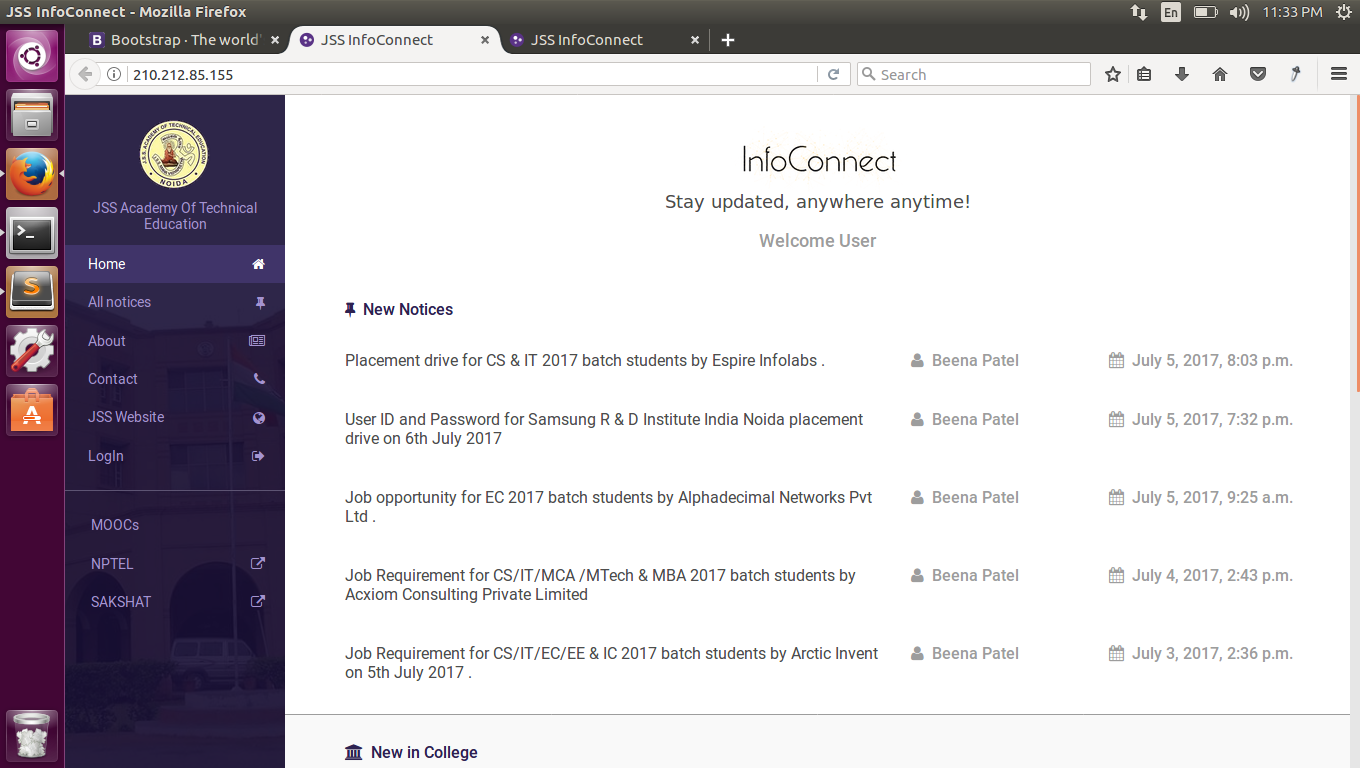 JSS InfoConnect - Mozilla Firefox
En
11:33 PM
B Bootstrap · The world'
JSS InfoConnect
JSS InfoConnect
210.212.85.155
Search
J.S.S. ACADEMY OF TECHNICAL EDUCATION
NOIDA
JSS Academy Of Technical
Education
Home
All notices
About
Contact
JSS Website
LogIn
MOOCs
NPTEL
SAKSHAT
InfoConnect
Stay updated, anywhere anytime!
Welcome User
New Notices
Placement drive for CS & IT 2017 batch students by Espire Infolabs . Beena Patel July 5, 2017, 8:03 p.m.
User ID and Password for Samsung R & D Institute India Noida placement Beena Patel July 5, 2017, 7:32 p.m.
drive on 6th July 2017
Job opportunity for EC 2017 batch students by Alphadecimal Networks Pvt Beena Patel July 5, 2017, 9:25 a.m.
Ltd .
Job Requirement for CS/IT/MCA /MTech & MBA 2017 batch students by Beena Patel July 4, 2017, 2:43 p.m.
Acxiom Consulting Private Limited
Job Requirement for CS/IT/EC/EE & IC 2017 batch students by Arctic Invent Beena Patel July 3, 2017, 2:36 p.m.
on 5th July 2017 .
New in College